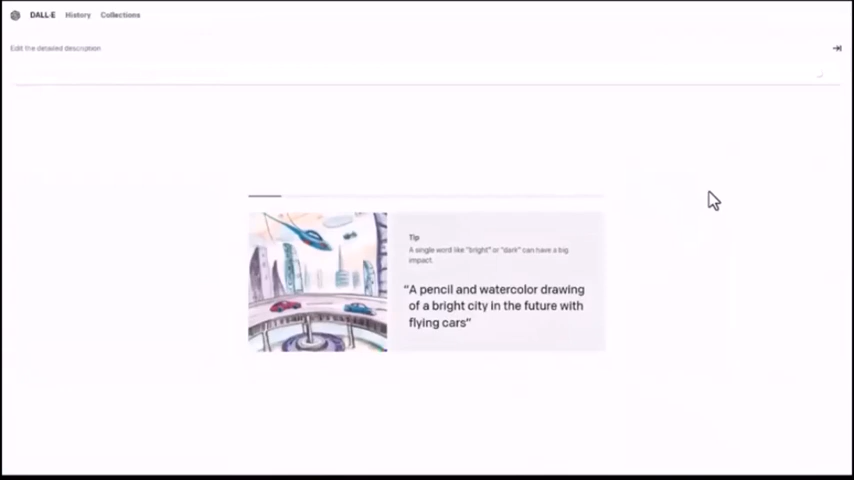 DALL·E History Collections
Edit the detailed description
Tip
A single word like "bright" or "dark" can have a big
impact.
“A pencil and watercolor drawing
of a bright city in the future with
flying cars”